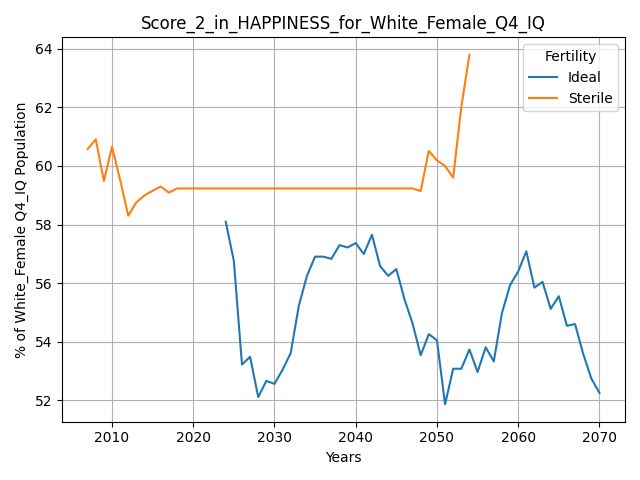 Score_2_in_HAPPINESS_for_White_Female_Q4_IQ
Fertility
Ideal
Sterile
% of White_Female Q4_IQ Population
64
62
60
58
56
54
52
2010 2020 2030 2040 2050 2060 2070
Years